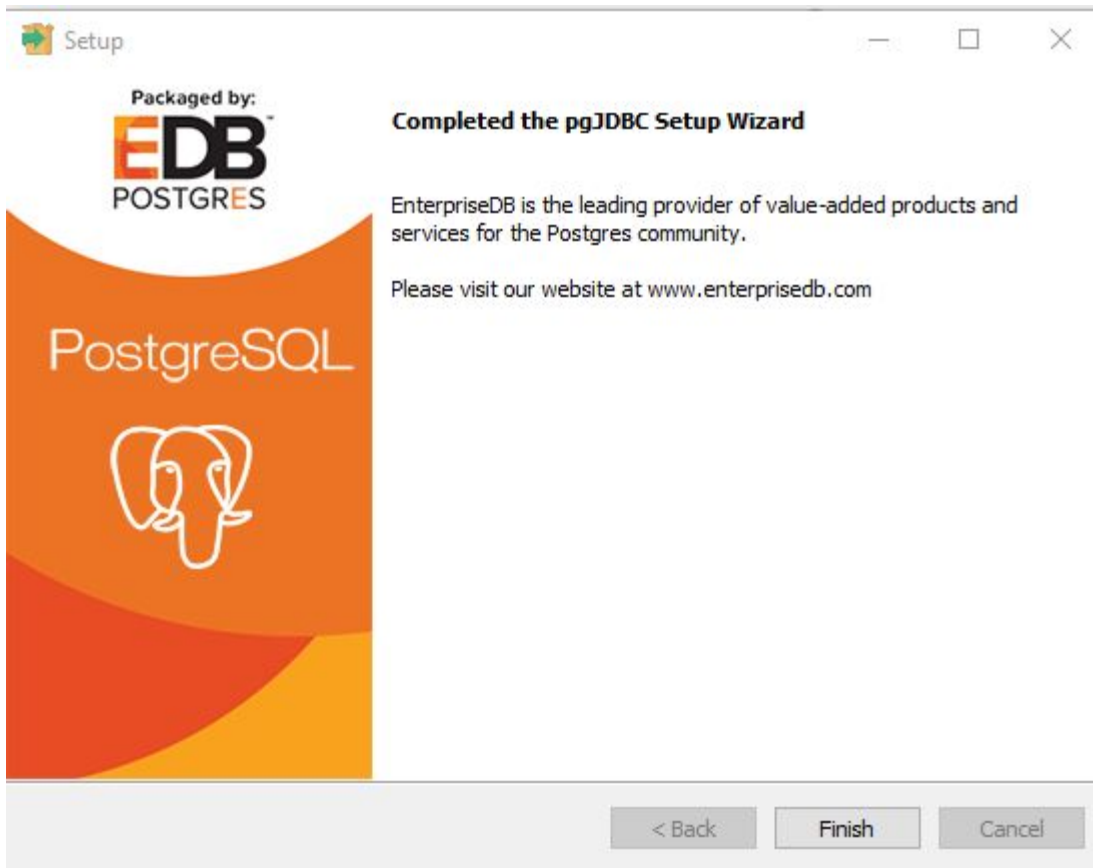 Setup
Packaged by:
EDB™
POSTGRES
PostgreSQL
Completed the pgJDBC Setup Wizard
EnterpriseDB is the leading provider of value-added products and
services for the Postgres community.
Please visit our website at www.enterprisedb.com
< Back
Finish
Cancel